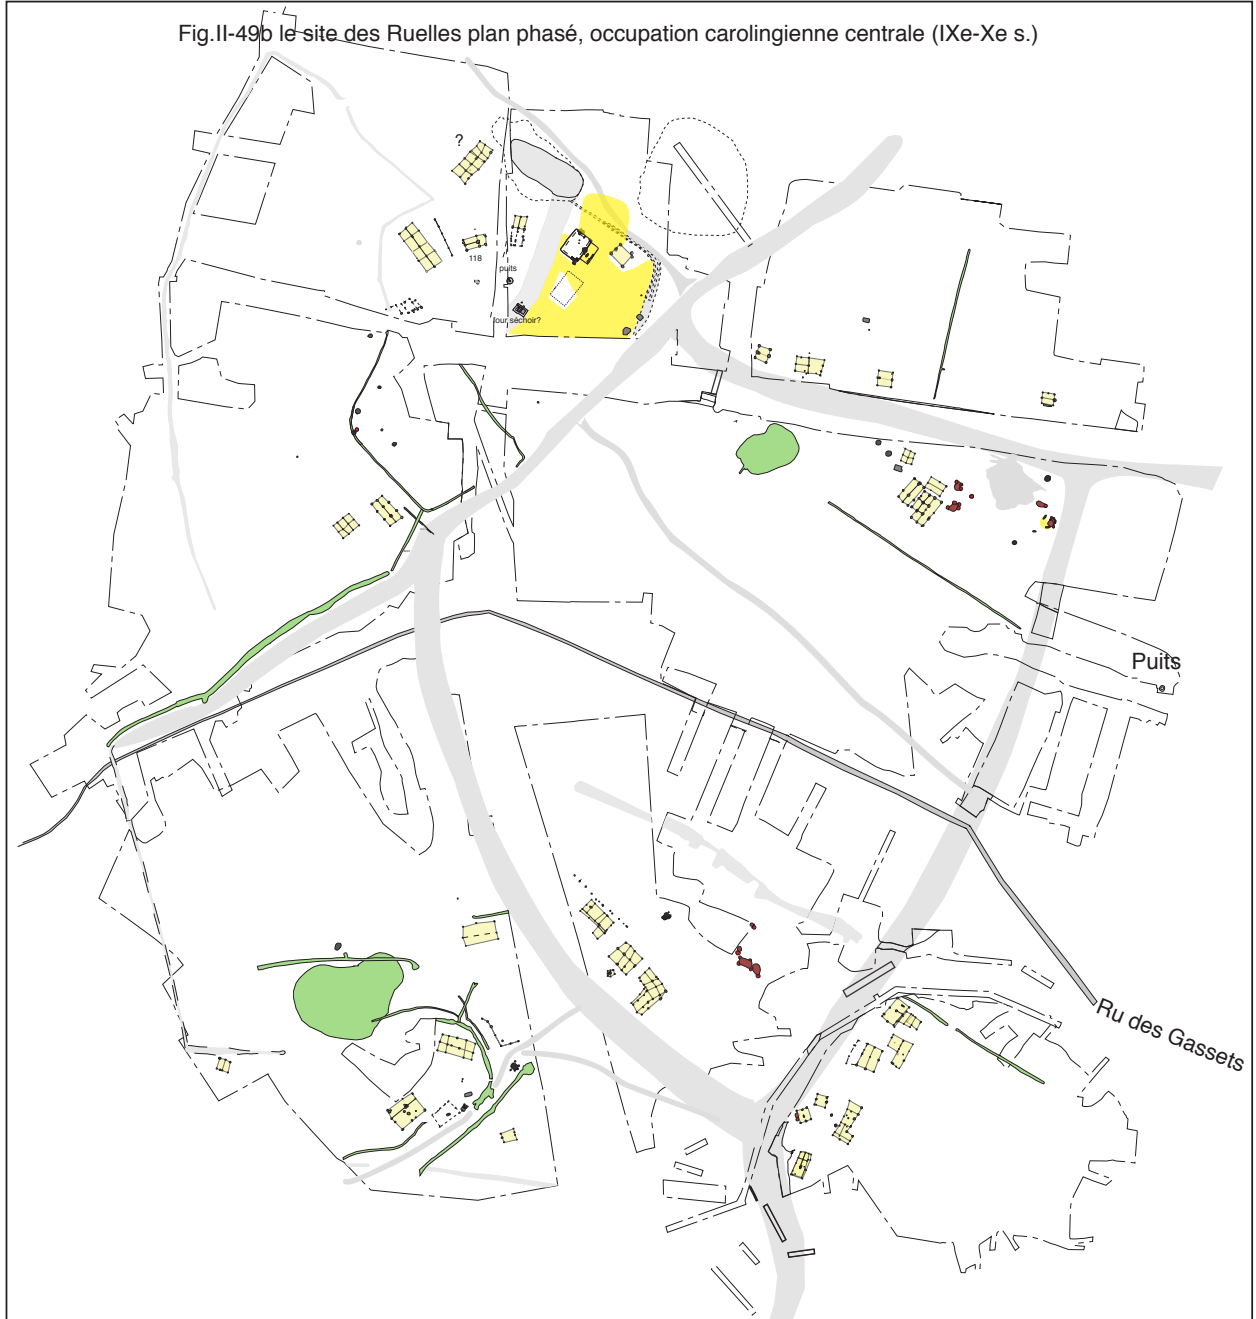 Fig.II-49b le site des Ruelles plan phasé, occupation carolingienne centrale (IXe-Xe s.)
?
118
puits
four séchoir?
Puits
Ru des Gassets